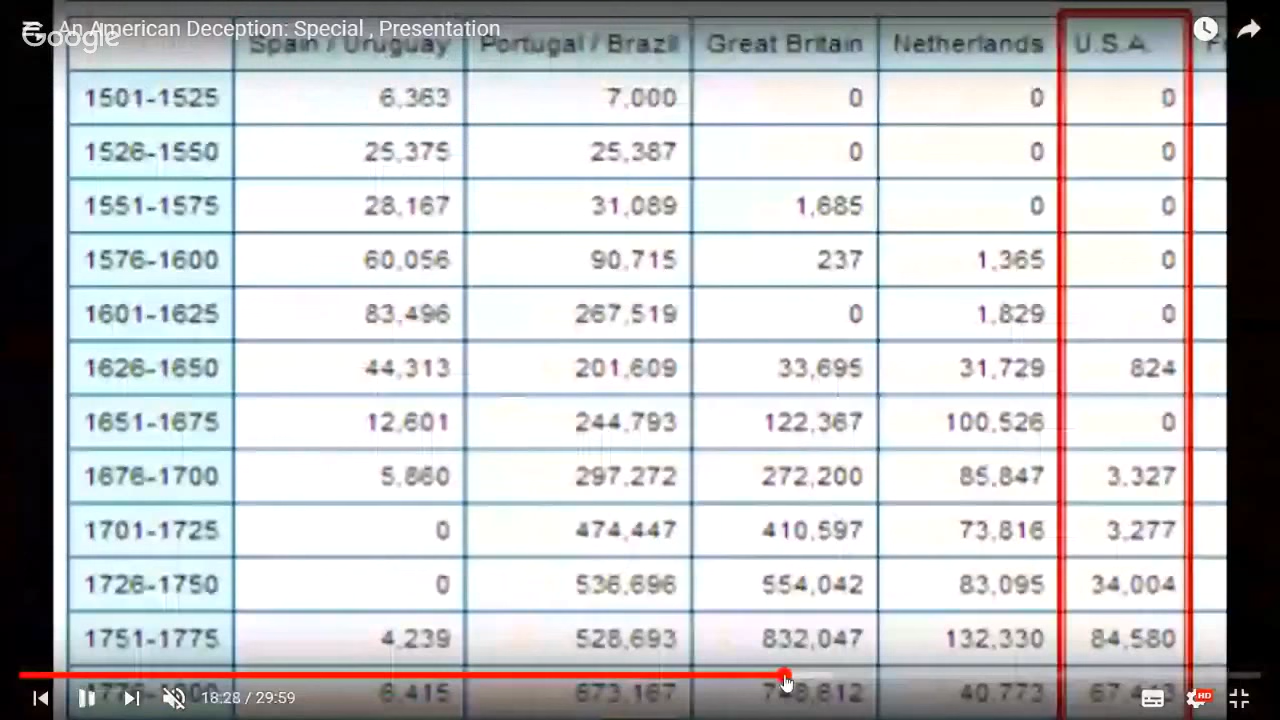 An American Deception: Special , Presentation
Google
Spain / Uruguay Portugal / Brazil Great Britain Netherlands U.S.A.
1501-1525 6,363 7,000 0 0 0
1526-1550 25,375 25,387 0 0 0
1551-1575 28,167 31,089 1,685 0 0
1576-1600 60,056 90,715 237 1,365 0
1601-1625 83,496 267,519 0 1,829 0
1626-1650 44,313 201,609 33,695 31,729 824
1651-1675 12,601 244,793 122,367 100,526 0
1676-1700 5,860 297,272 272,200 85,847 3,327
1701-1725 0 474,447 410,597 73,816 3,277
1726-1750 0 536,696 554,042 83,095 34,004
1751-1775 4,239 528,693 832,047 132,330 84,580
6,415 673,167 40,773
18:28 / 29:59
HD